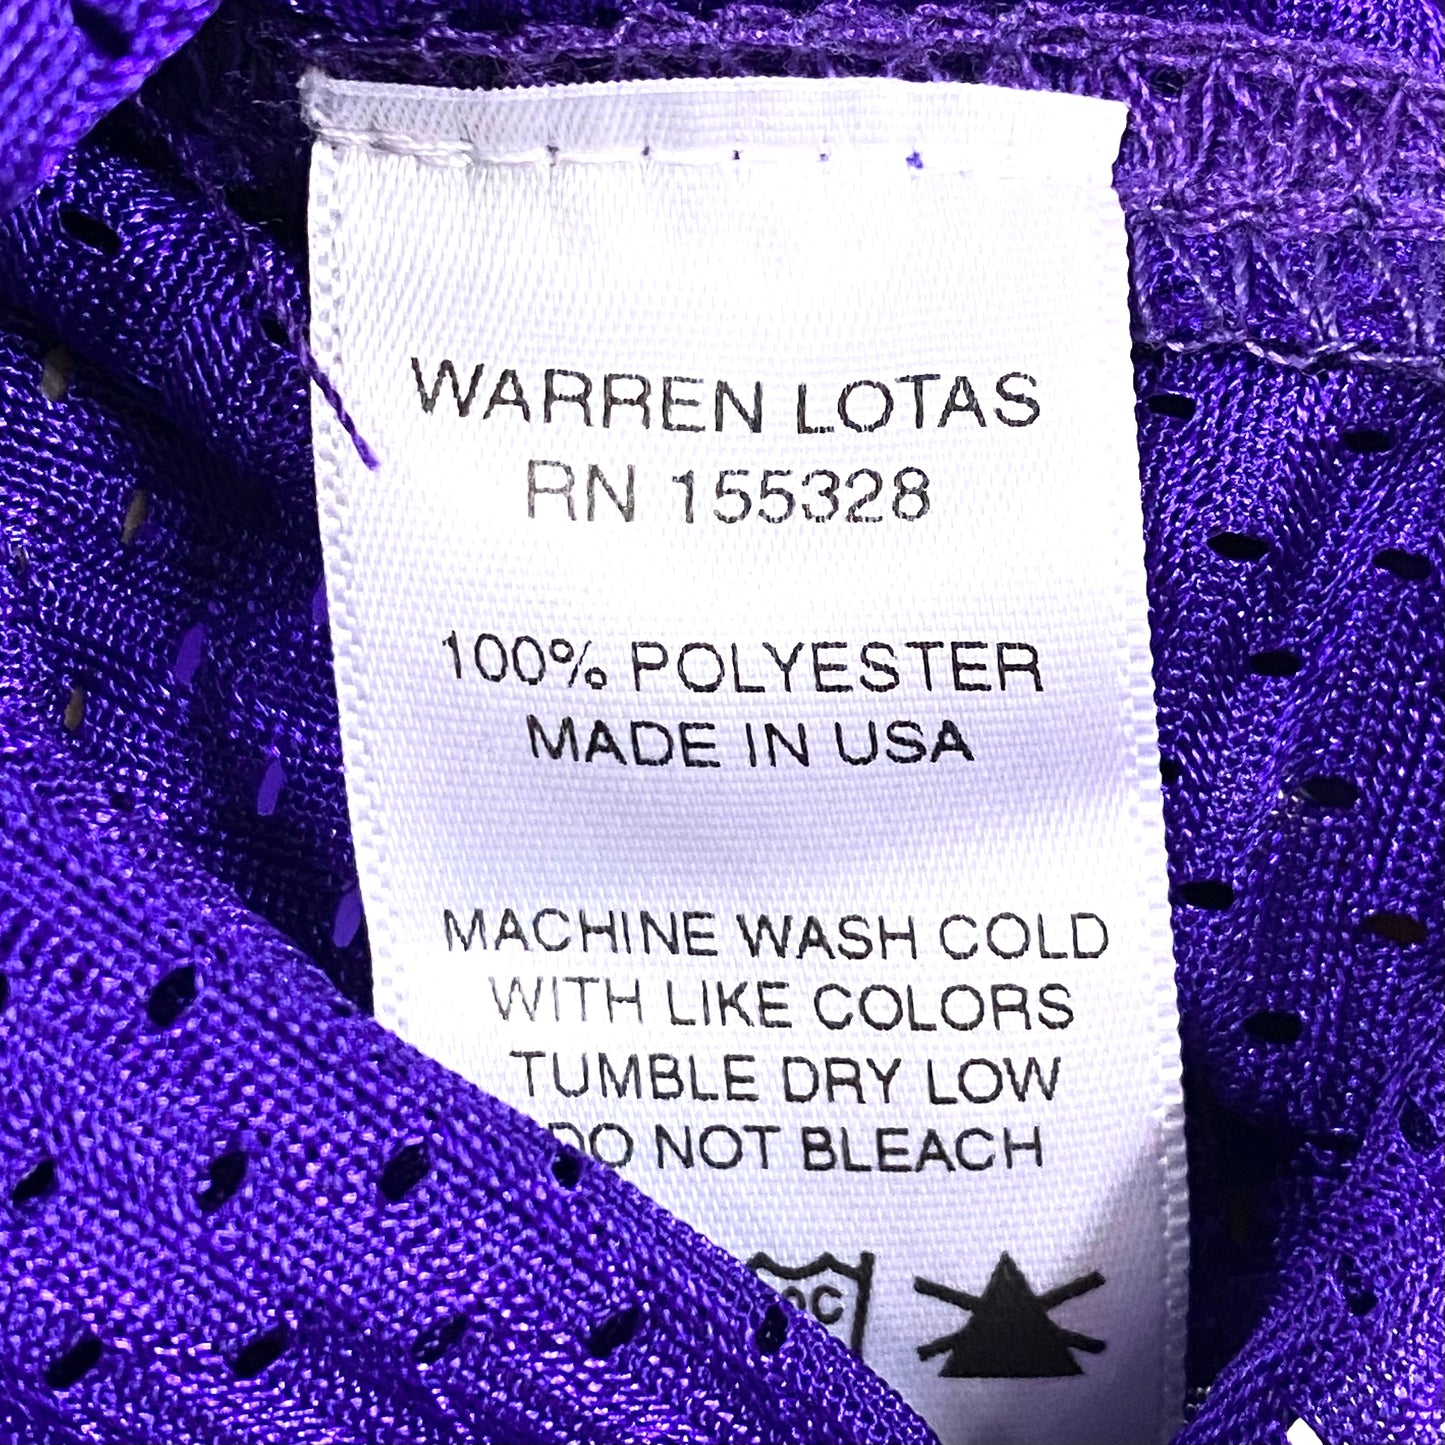 WARREN LOTAS
RN 155328
100% POLYESTER
MADE IN USA
MACHINE WASH COLD
WITH LIKE COLORS
TUMBLE DRY LOW
DO NOT BLEACH